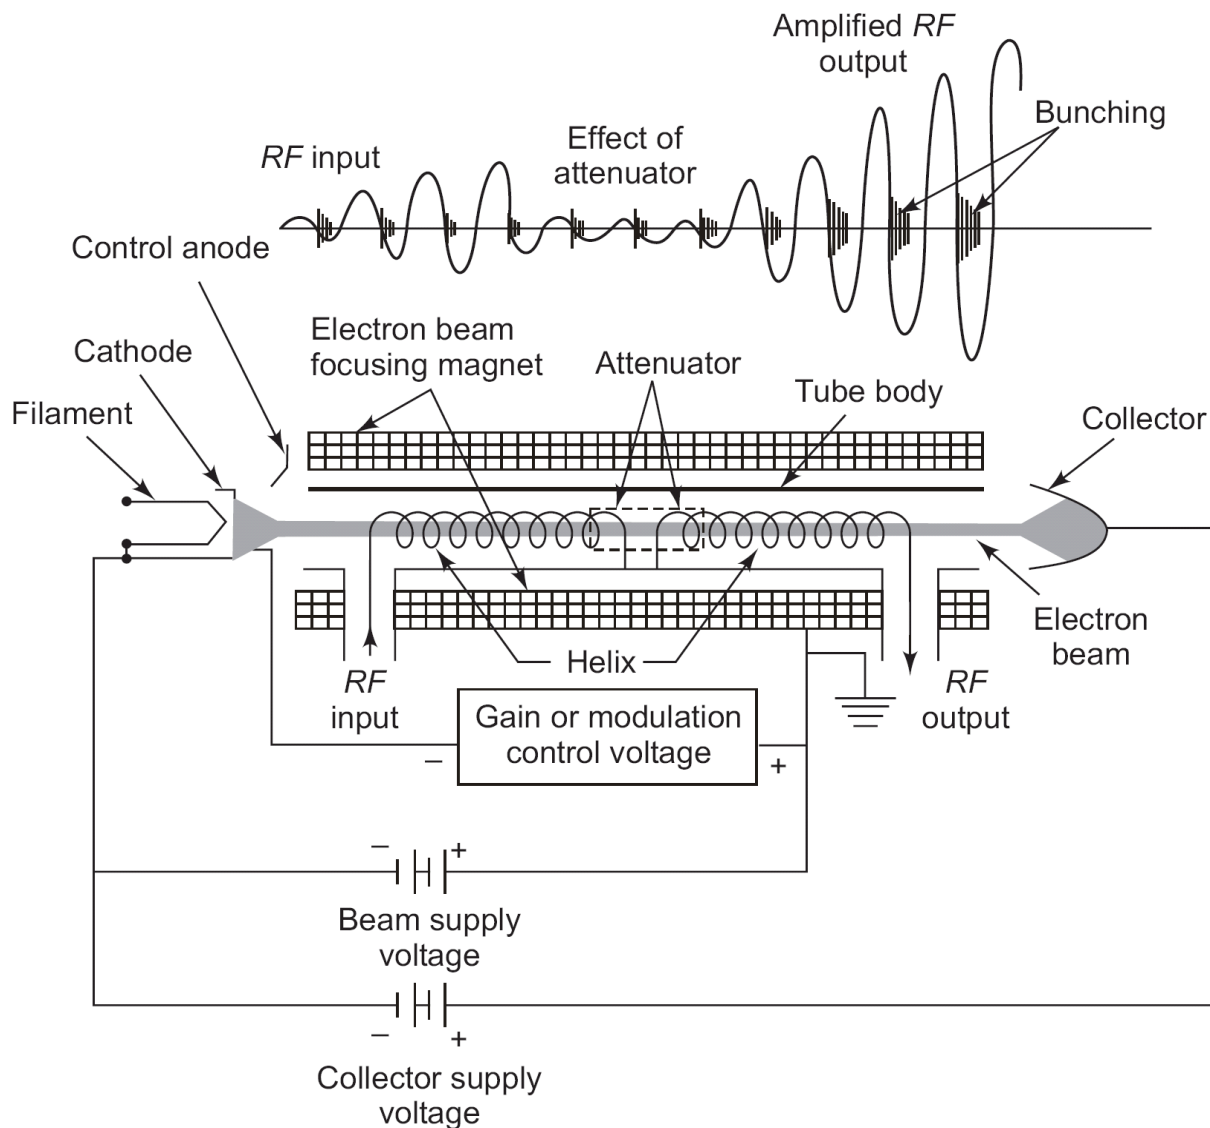 Amplified RF
output
Bunching
Effect of
attenuator
RF input
Control anode
Electron beam
focusing magnet
Cathode
Attenuator
Tube body
Filament
Collector
Electron
beam
Helix
RF
input
RF
output
Gain or modulation
control voltage
− +
− +
Beam supply
voltage
− +
Collector supply
voltage